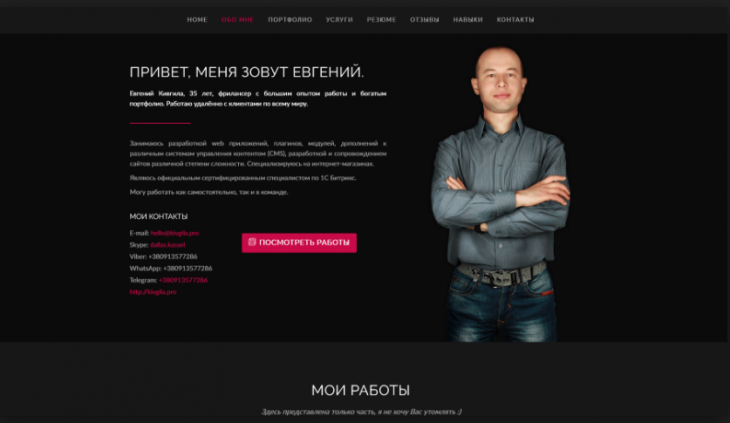 HOME ОБО МНЕ ПОРТФОЛИО УСЛУГИ РЕЗЮМЕ ОТЗЫВЫ НАВЫКИ КОНТАКТЫ
ПРИВЕТ, МЕНЯ ЗОВУТ ЕВГЕНИЙ.
Евгений Кивгила, 35 лет, фрилансер с большим опытом работы и богатым
портфолио. Работаю удалённо с клиентами по всему миру.
Занимаюсь разработкой web приложений, плагинов, модулей, дополнений к
различным системам управления контентом (CMS), разработкой и сопровождением
сайтов различной степени сложности. Специализируюсь на интернет-магазинах.
Являюсь официальным сертифицированным специалистом по 1С Битрикс.
Могу работать как самостоятельно, так и в команде.
МОИ КОНТАКТЫ
E-mail: hello@kivgila.pro
Skype:
Viber: +380913577286
WhatsApp: +380913577286
Telegram: +380913577286
http://kivgila.pro
ПОСМОТРЕТЬ РАБОТЫ
МОИ РАБОТЫ
Здесь представлена только часть, я не хочу Вас утомлять ;)